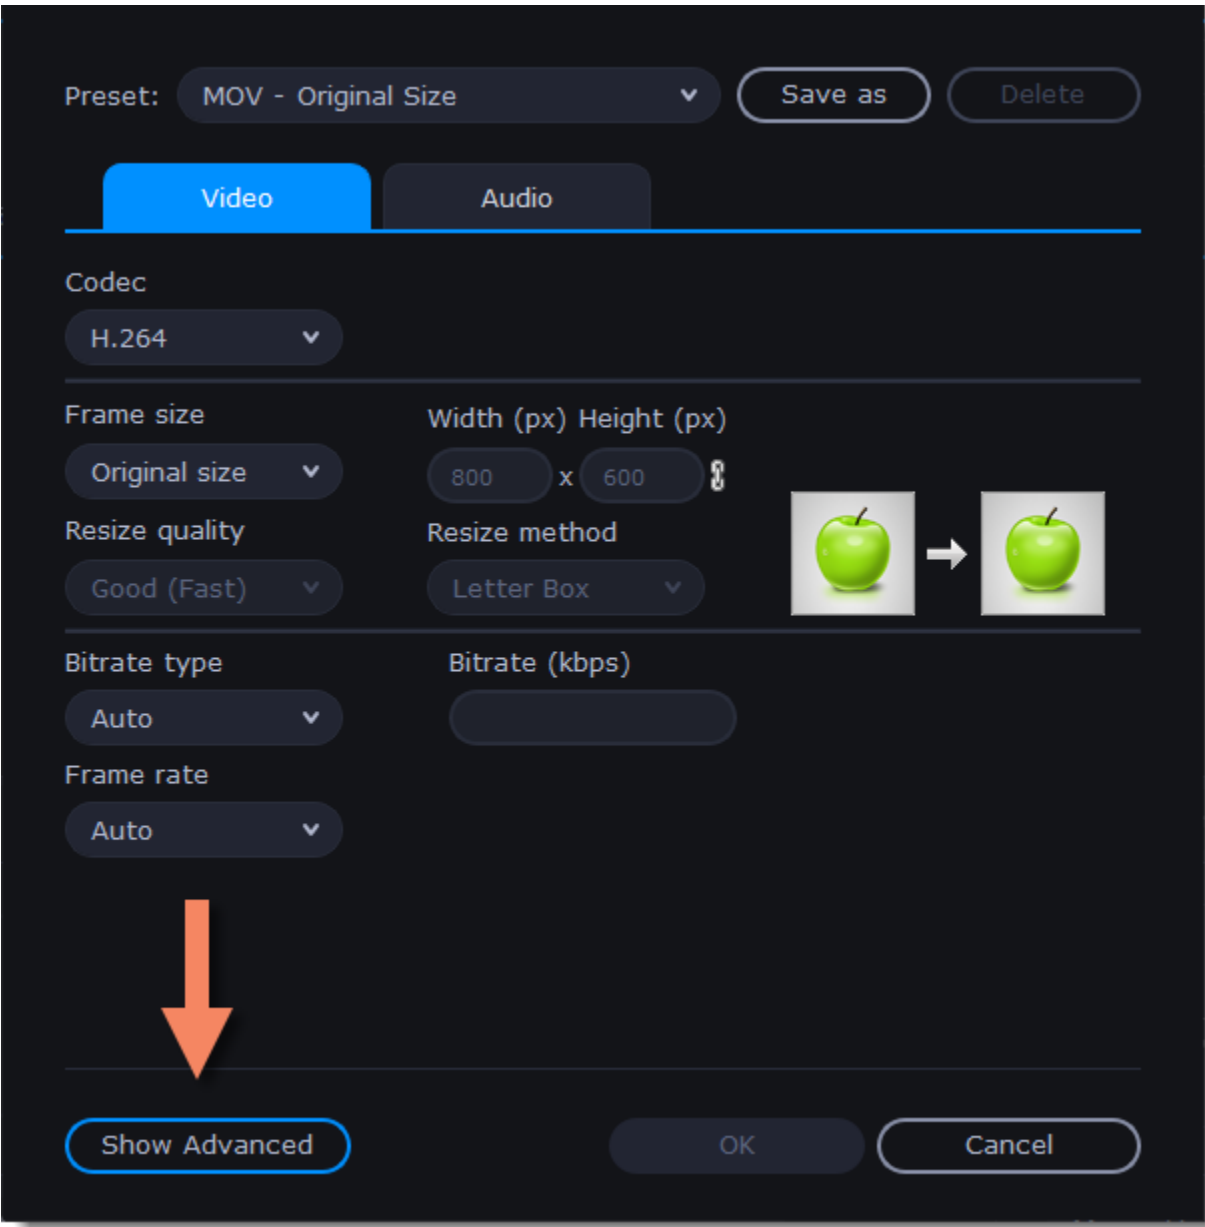 Preset: MOV - Original Size Save as Delete
Video Audio
Codec
H.264
Frame size Width (px) Height (px)
Original size 800 x 600
Resize quality Resize method
Good (Fast) Letter Box
Bitrate type Bitrate (kbps)
Auto
Frame rate
Auto
Show Advanced OK Cancel